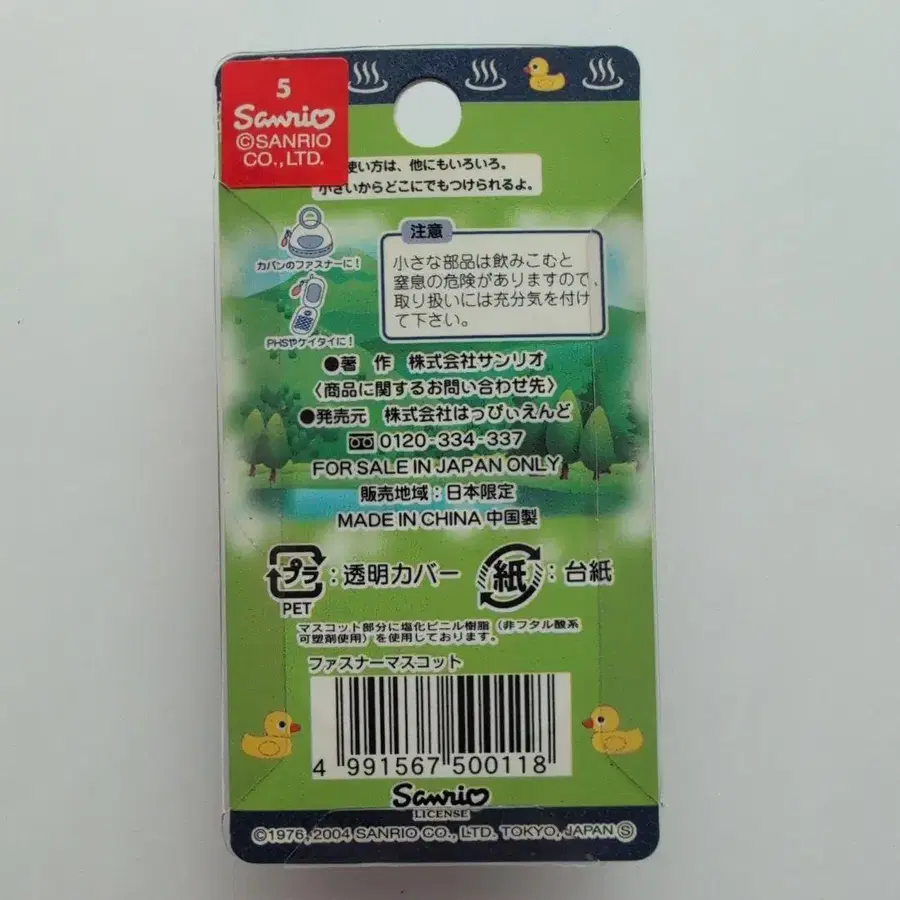 5
Sanrio
©SANRIO
CO., LTD.
使い方は、他にもいろいろ。
小さいからどこにでもつけられるよ。
カバンのファスナーに!
PHSやケイタイに!
注意
小さな部品は飲みこむと
窒息の危険がありますので、
取り扱いには充分気を付け
て下さい。
●著 作 株式会社サンリオ
〈商品に関するお問い合わせ先〉
●発売元 株式会社はっぴぃえんど
0120-334-337
FOR SALE IN JAPAN ONLY
販売地域:日本限定
MADE IN CHINA 中国製
プラ:透明カバー
PET
紙:台紙
マスコット部分に塩化ビニル樹脂(非フタル酸系
可塑剤使用)を使用しております。
ファスナーマスコット
4 991567 500118
Sanrio
LICENSE
©1976, 2004 SANRIO CO., LTD. TOKYO, JAPAN Ⓢ